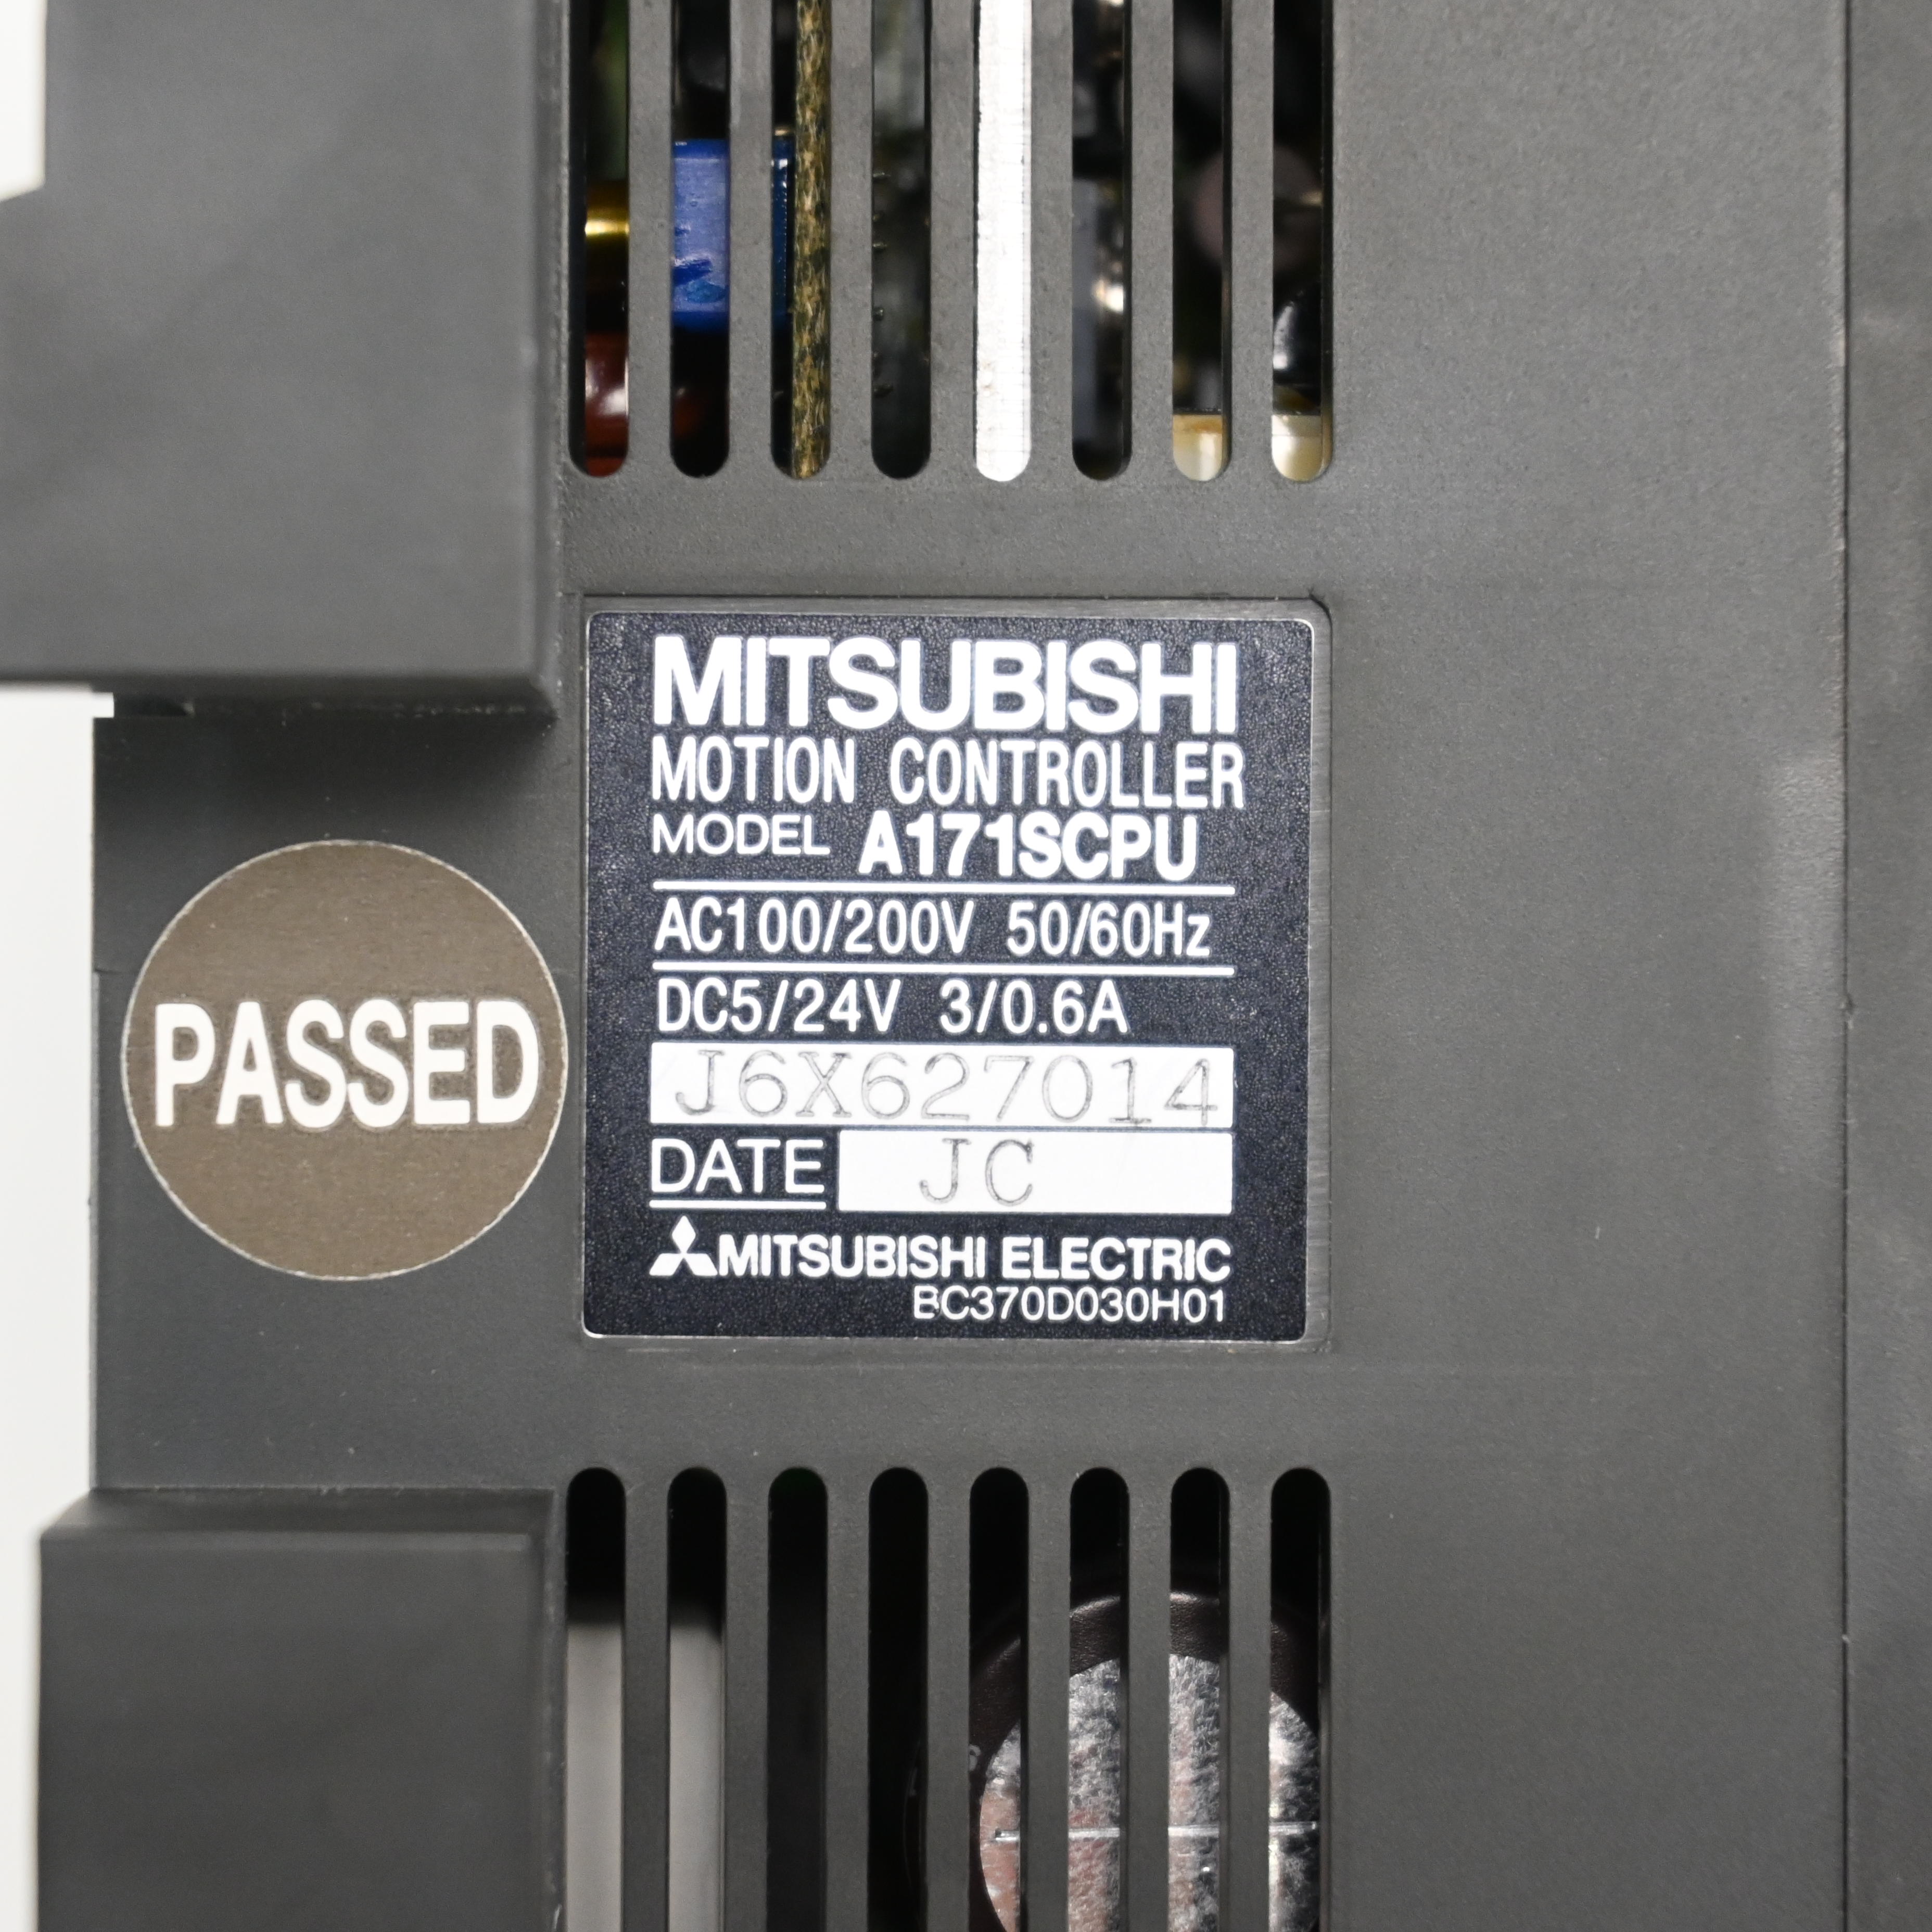 MITSUBISHI
MOTION CONTROLLER
MODEL A171SCPU
AC100/200V 50/60Hz
DC5/24V 3/0.6A
J6X627014
DATE JC
MITSUBISHI ELECTRIC
BC370D030H01
PASSED